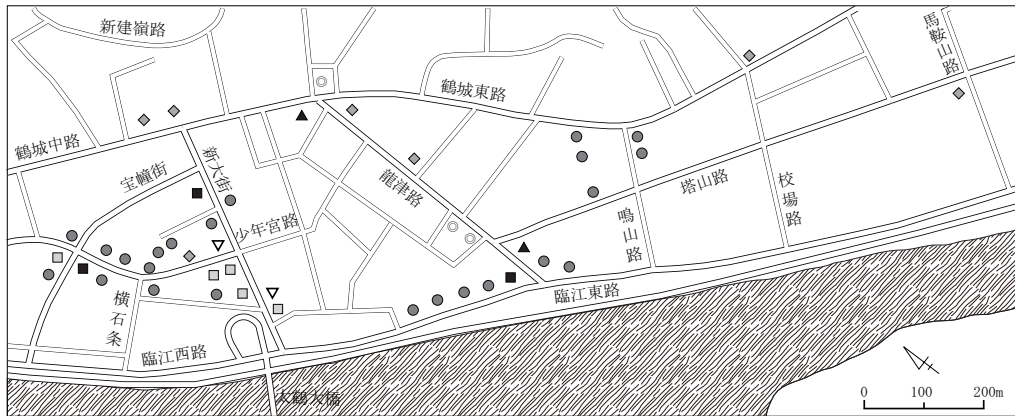 新建嶺路
馬鞍山路
鶴城東路
鶴城中路
宝幢街
新大街
龍津路
塔山路
校場路
少年宮路
鳴山路
横石条
臨江東路
臨江西路
太鶴大橋
0 100 200m